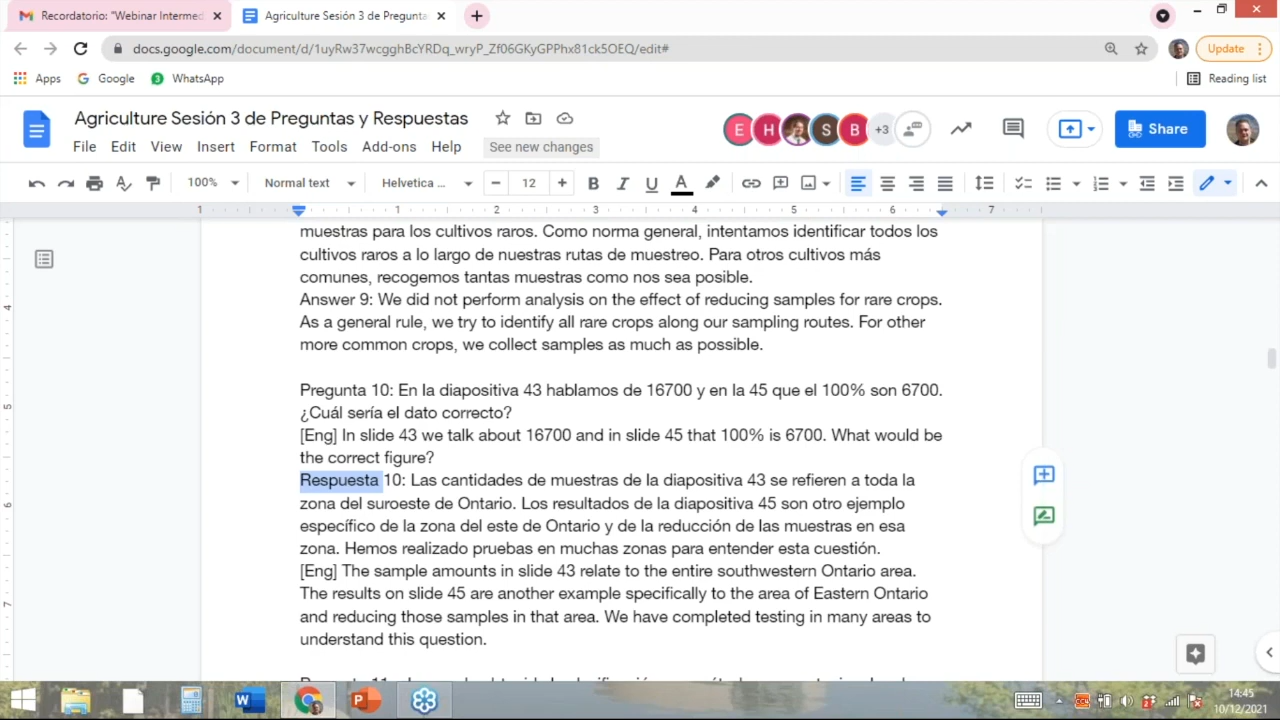 Recordatorio: "Webinar Intermed
Agriculture Sesión 3 de Pregunta
docs.google.com/document/d/1uyRw37wcgghBcYRDq_wryP_Zf06GKyGPPhx81ck5OEQ/edit#
Update
Apps
Google
3
WhatsApp
Reading list
Agriculture Sesión 3 de Preguntas y Respuestas
E
H
S
B
+3
Share
File Edit View Insert Format Tools Add-ons Help See new changes
100% Normal text Helvetica ... 12 B I U A
1 1 2 3 4 5 6 7
muestras para los cultivos raros. Como norma general, intentamos identificar todos los
cultivos raros a lo largo de nuestras rutas de muestreo. Para otros cultivos más
comunes, recogemos tantas muestras como nos sea posible.
Answer 9: We did not perform analysis on the effect of reducing samples for rare crops.
As a general rule, we try to identify all rare crops along our sampling routes. For other
more common crops, we collect samples as much as possible.
Pregunta 10: En la diapositiva 43 hablamos de 16700 y en la 45 que el 100% son 6700.
¿Cuál sería el dato correcto?
[Eng] In slide 43 we talk about 16700 and in slide 45 that 100% is 6700. What would be
the correct figure?
Respuesta 10: Las cantidades de muestras de la diapositiva 43 se refieren a toda la
zona del suroeste de Ontario. Los resultados de la diapositiva 45 son otro ejemplo
específico de la zona del este de Ontario y de la reducción de las muestras en esa
zona. Hemos realizado pruebas en muchas zonas para entender esta cuestión.
[Eng] The sample amounts in slide 43 relate to the entire southwestern Ontario area.
The results on slide 45 are another example specifically to the area of Eastern Ontario
and reducing those samples in that area. We have completed testing in many areas to
understand this question.
4
5
6
7
14:45
10/12/2021